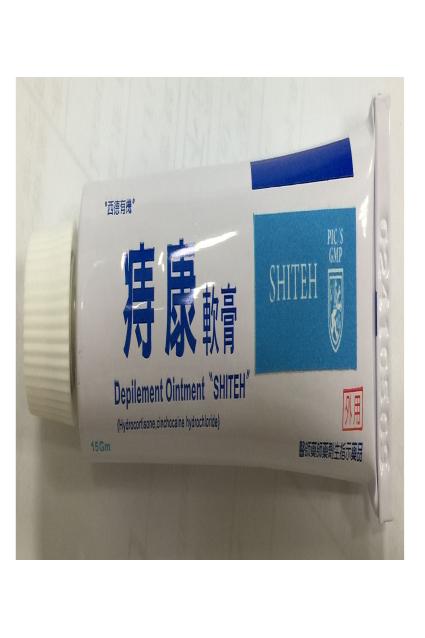 "西德有機"
痔康軟膏
Depilement Ointment "SHITEH"
(Hydrocortisone,cinchocaine hydrochloride)
15Gm
SHITEH
PIC/S
GMP
外用
醫師藥師藥劑生指示藥品